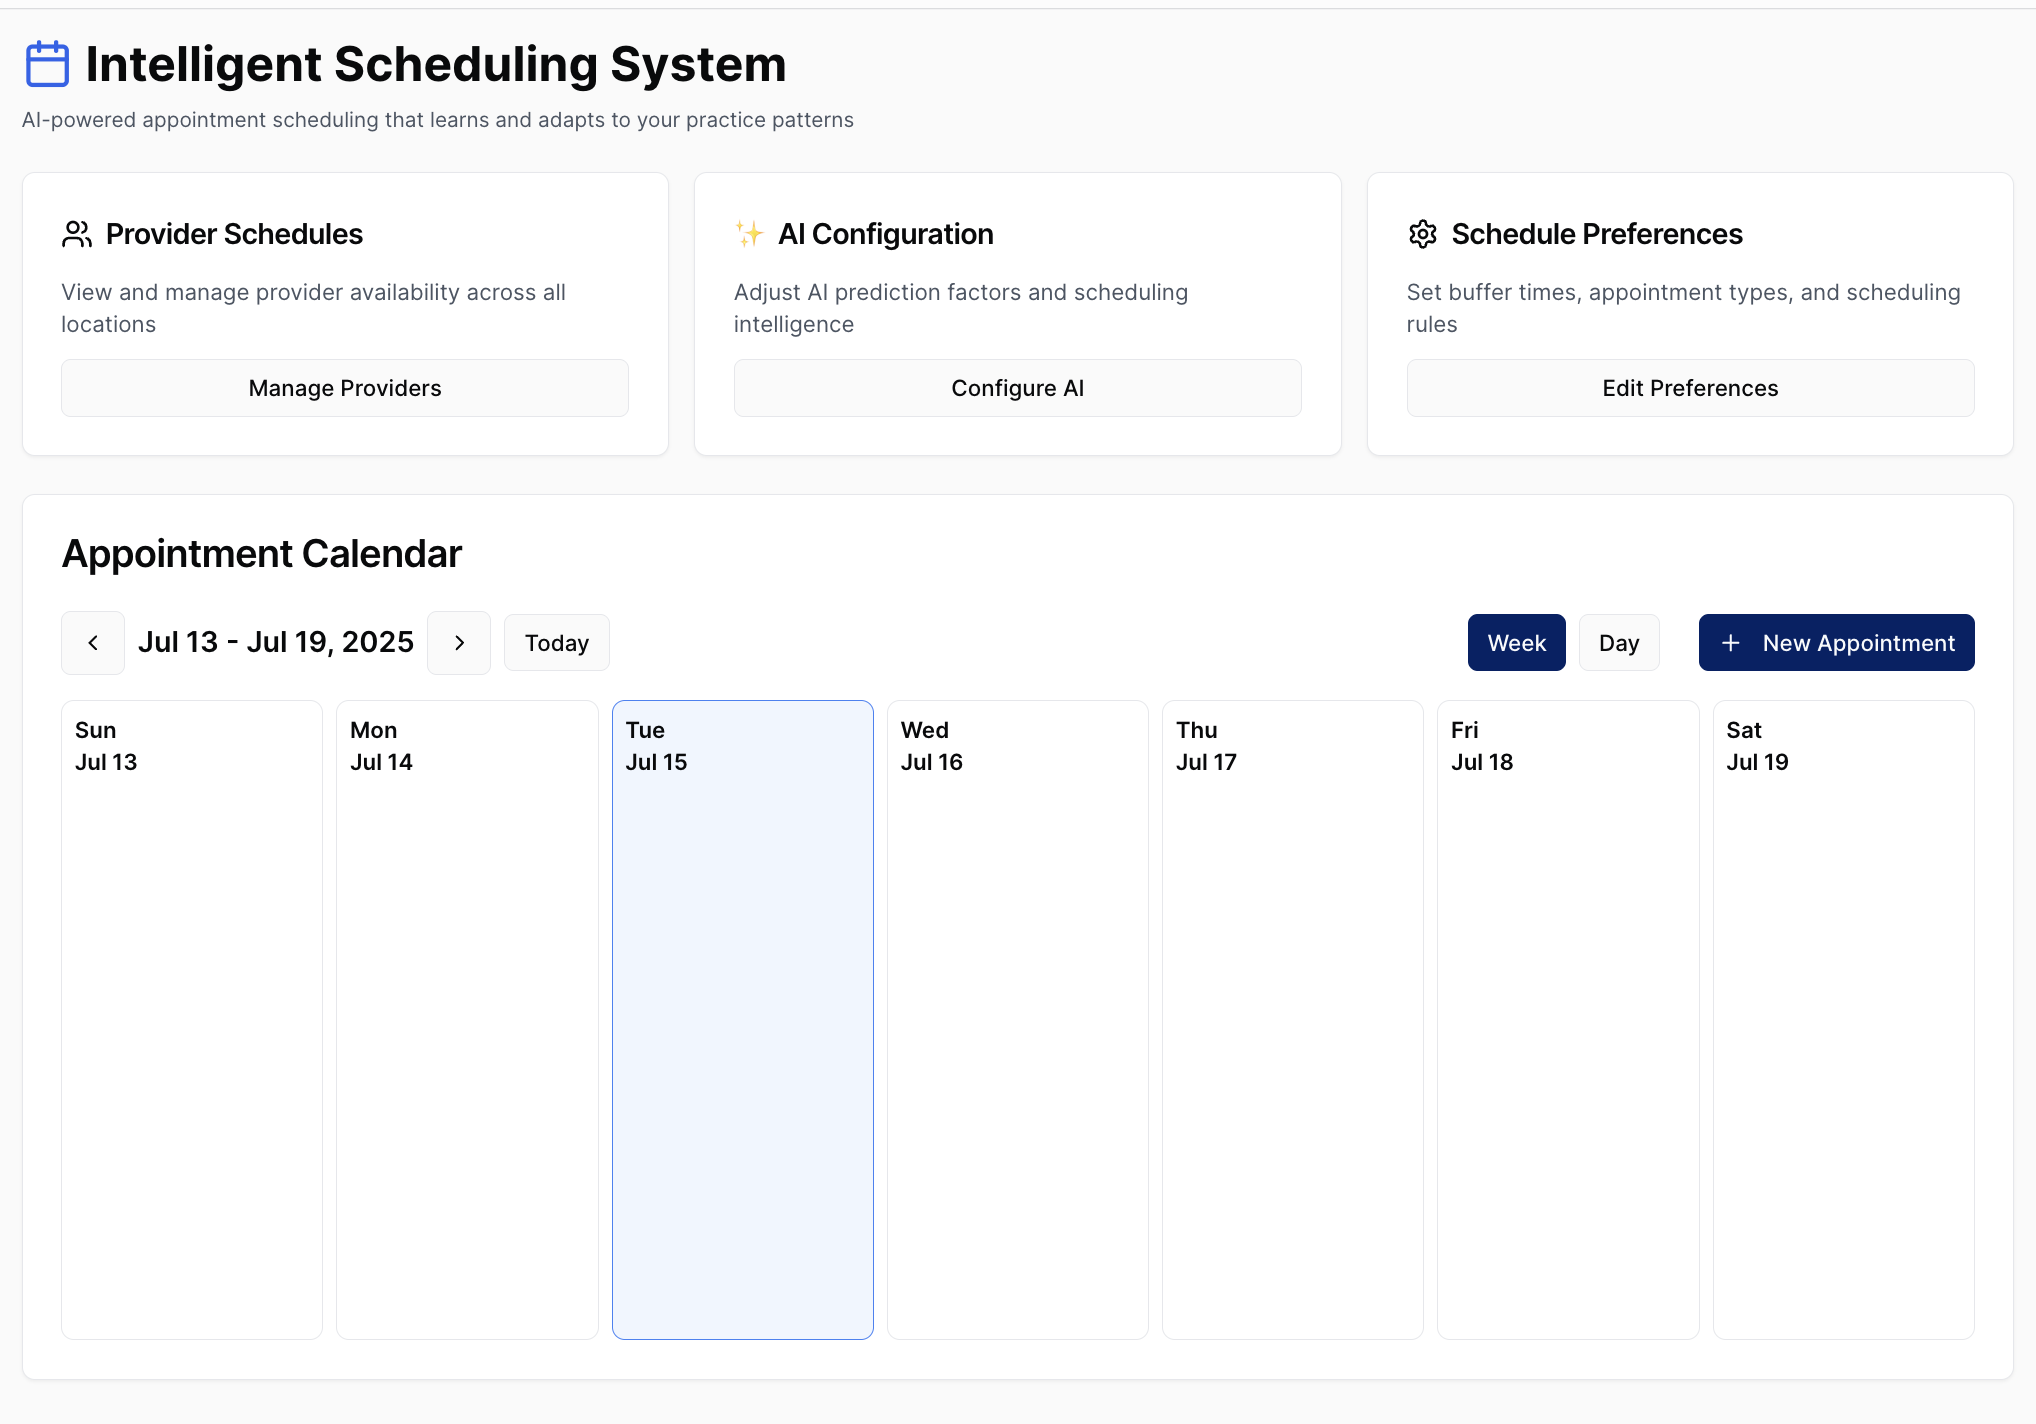 Intelligent Scheduling System
AI-powered appointment scheduling that learns and adapts to your practice patterns
Provider Schedules
View and manage provider availability across all
locations
Manage Providers
AI Configuration
Adjust AI prediction factors and scheduling
intelligence
Configure AI
Schedule Preferences
Set buffer times, appointment types, and scheduling
rules
Edit Preferences
Appointment Calendar
Jul 13 - Jul 19, 2025
Today
Week
Day
+ New Appointment
Sun
Jul 13
Mon
Jul 14
Tue
Jul 15
Wed
Jul 16
Thu
Jul 17
Fri
Jul 18
Sat
Jul 19